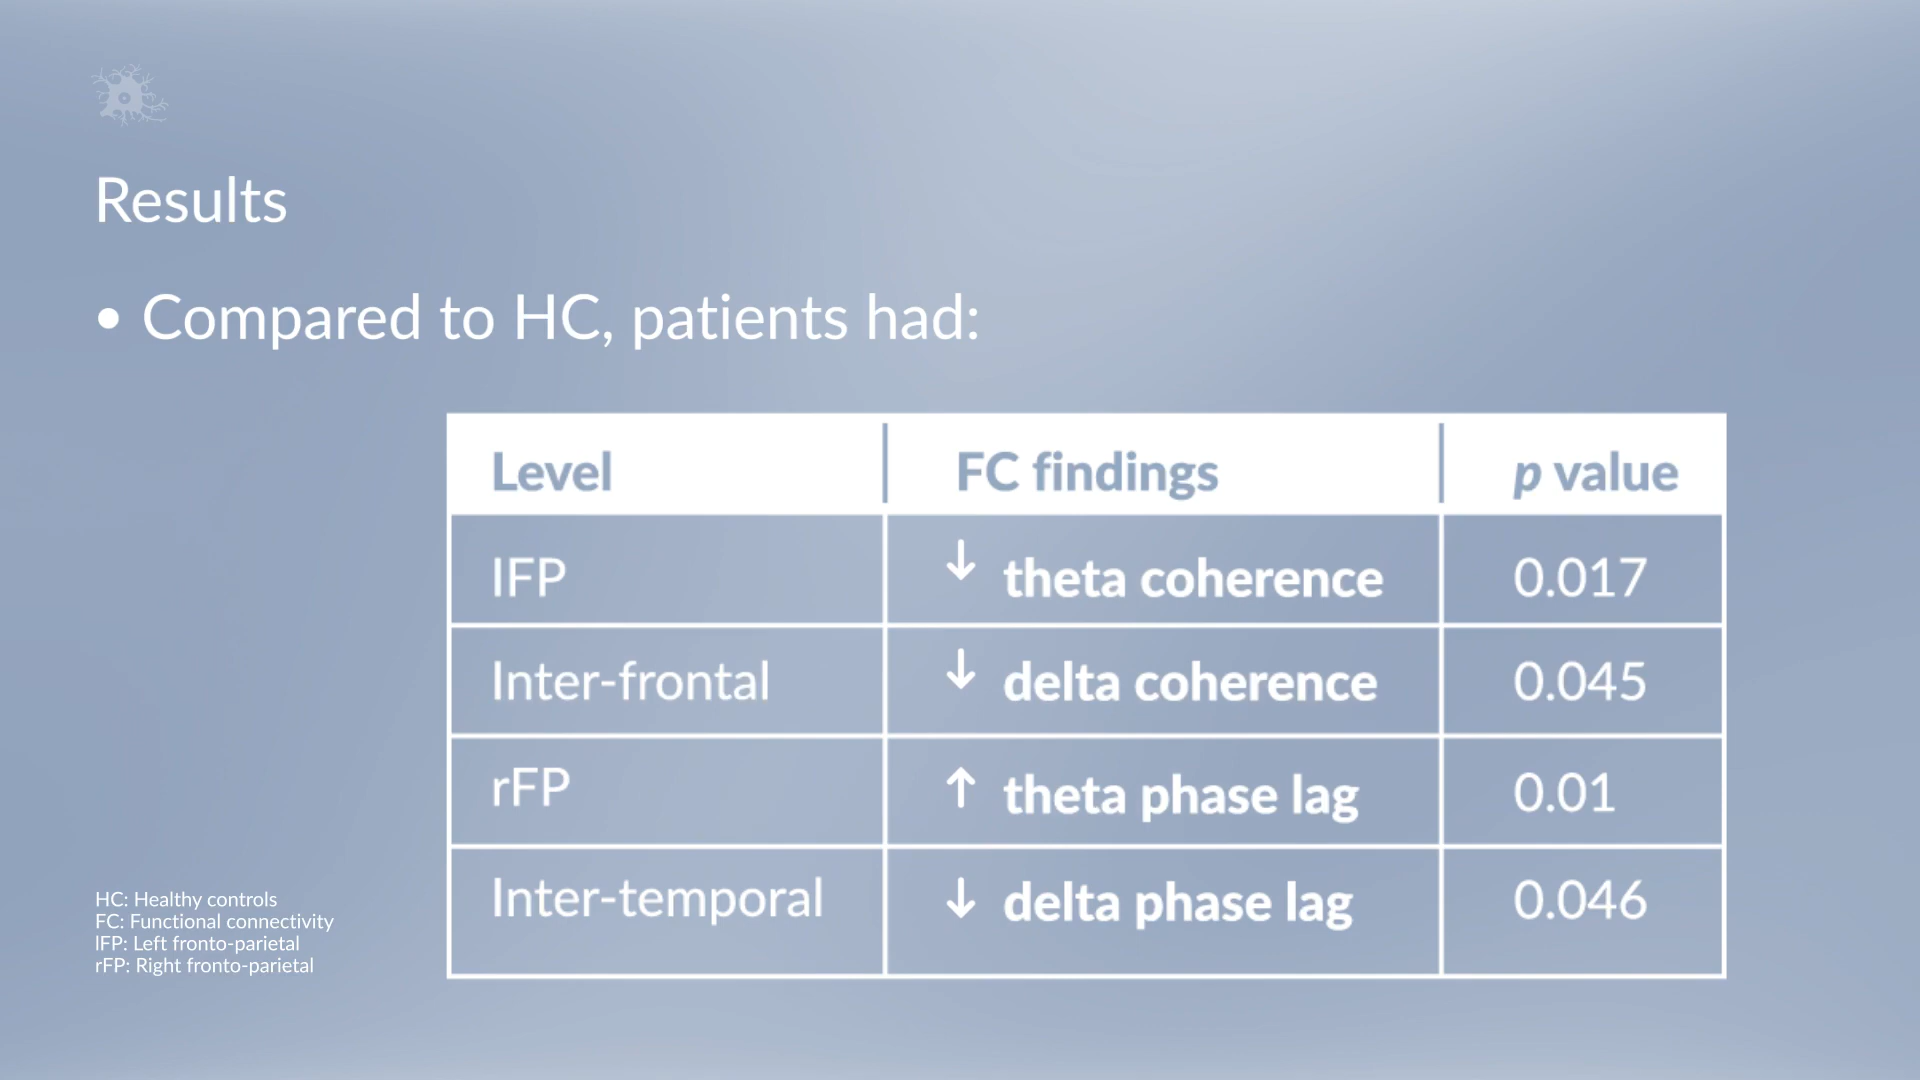 Results
• Compared to HC, patients had:
Level FC findings p value
lFP ↓ theta coherence 0.017
Inter-frontal ↓ delta coherence 0.045
rFP ↑ theta phase lag 0.01
Inter-temporal ↓ delta phase lag 0.046
HC: Healthy controls
FC: Functional connectivity
lFP: Left fronto-parietal
rFP: Right fronto-parietal